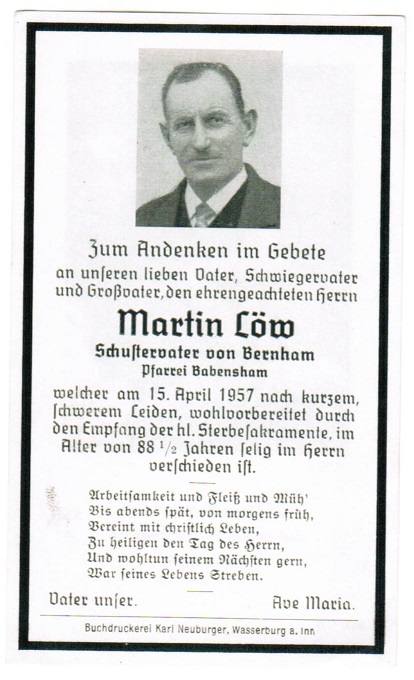 Zum Andenken im Gebete
an unseren lieben Vater, Schwiegervater
und Großvater, den ehrengeachteten Herrn
Martin Löw
Schustervater von Bernham
Pfarrei Babensham
welcher am 15. April 1957 nach kurzem,
schwerem Leiden, wohlvorbereitet durch
den Empfang der hl. Sterbesakramente, im
Alter von 88 1/2 Jahren selig im Herrn
verschieden ist.
Arbeitsamkeit und Fleiß und Müh'
Bis abends spät, von morgens früh,
Vereint mit christlich Leben,
Zu heiligen den Tag des Herrn,
Und wohltun seinem Nächsten gern,
War seines Lebens Streben.
Vater unser. Ave Maria.
Buchdruckerei Karl Neuburger, Wasserburg a. Inn